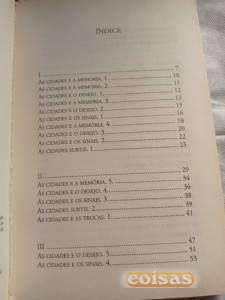 ÍNDICE
I ........ 7
AS CIDADES E A MEMÓRIA. 1. ........ 10
AS CIDADES E A MEMÓRIA. 2. ........ 11
AS CIDADES E O DESEJO. 1. ........ 12
AS CIDADES E A MEMÓRIA. 3. ........ 13
AS CIDADES E O DESEJO. 2. ........ 15
AS CIDADES E OS SINAIS. 1. ........ 16
AS CIDADES E A MEMÓRIA. 4. ........ 18
AS CIDADES E O DESEJO. 3. ........ 20
AS CIDADES E OS SINAIS. 2. ........ 22
AS CIDADES SUBTIS. 1. ........ 23
II ........ 29
AS CIDADES E A MEMÓRIA. 5. ........ 34
AS CIDADES E O DESEJO. 4. ........ 36
AS CIDADES E OS SINAIS. 3. ........ 38
AS CIDADES SUBTIS. 2. ........ 39
AS CIDADES E AS TROCAS. 1. ........ 41
III ........ 47
AS CIDADES E O DESEJO. 5. ........ 51
AS CIDADES E OS SINAIS. 4. ........ 53
coisas